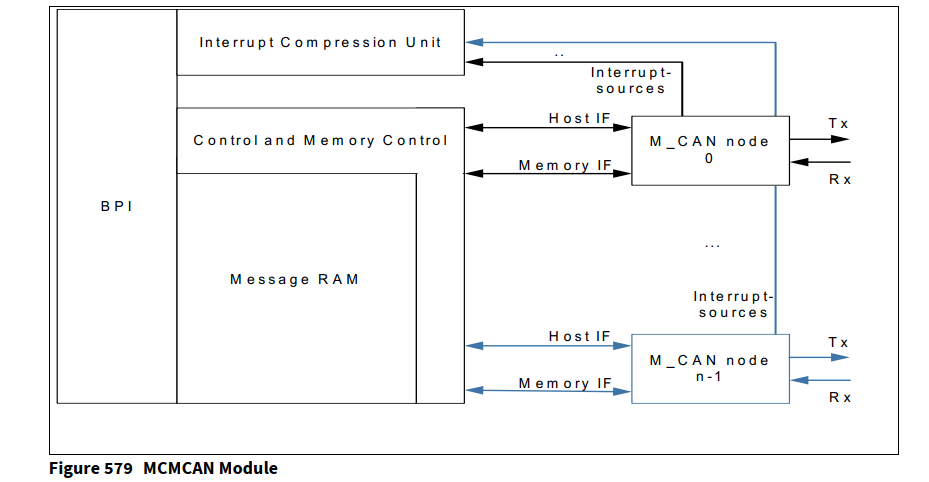 Interrupt Compression Unit
..
Interrupt-
sources
Host IF
Control and Memory Control
M_CAN node
0
Tx
Memory IF
Rx
BPI
...
Message RAM
Interrupt-
sources
Host IF
M_CAN node
n-1
Tx
Memory IF
Rx
Figure 579 MCMCAN Module